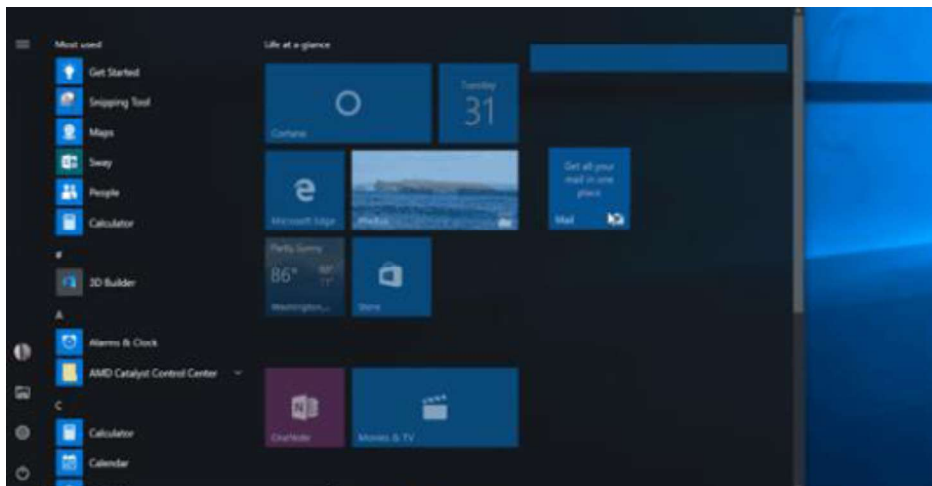 Most used
Get Started
Snipping Tool
Maps
Sway
People
Calculator
#
3D Builder
A
Alarms & Clock
AMD Catalyst Control Center
C
Calculator
Calendar
Life at a glance
Cortana
Tuesday
31
Microsoft Edge
Photos
Get all your
mail in one
place
Mail
Partly Sunny
86°
Washington,...
Store
OneNote
Movies & TV